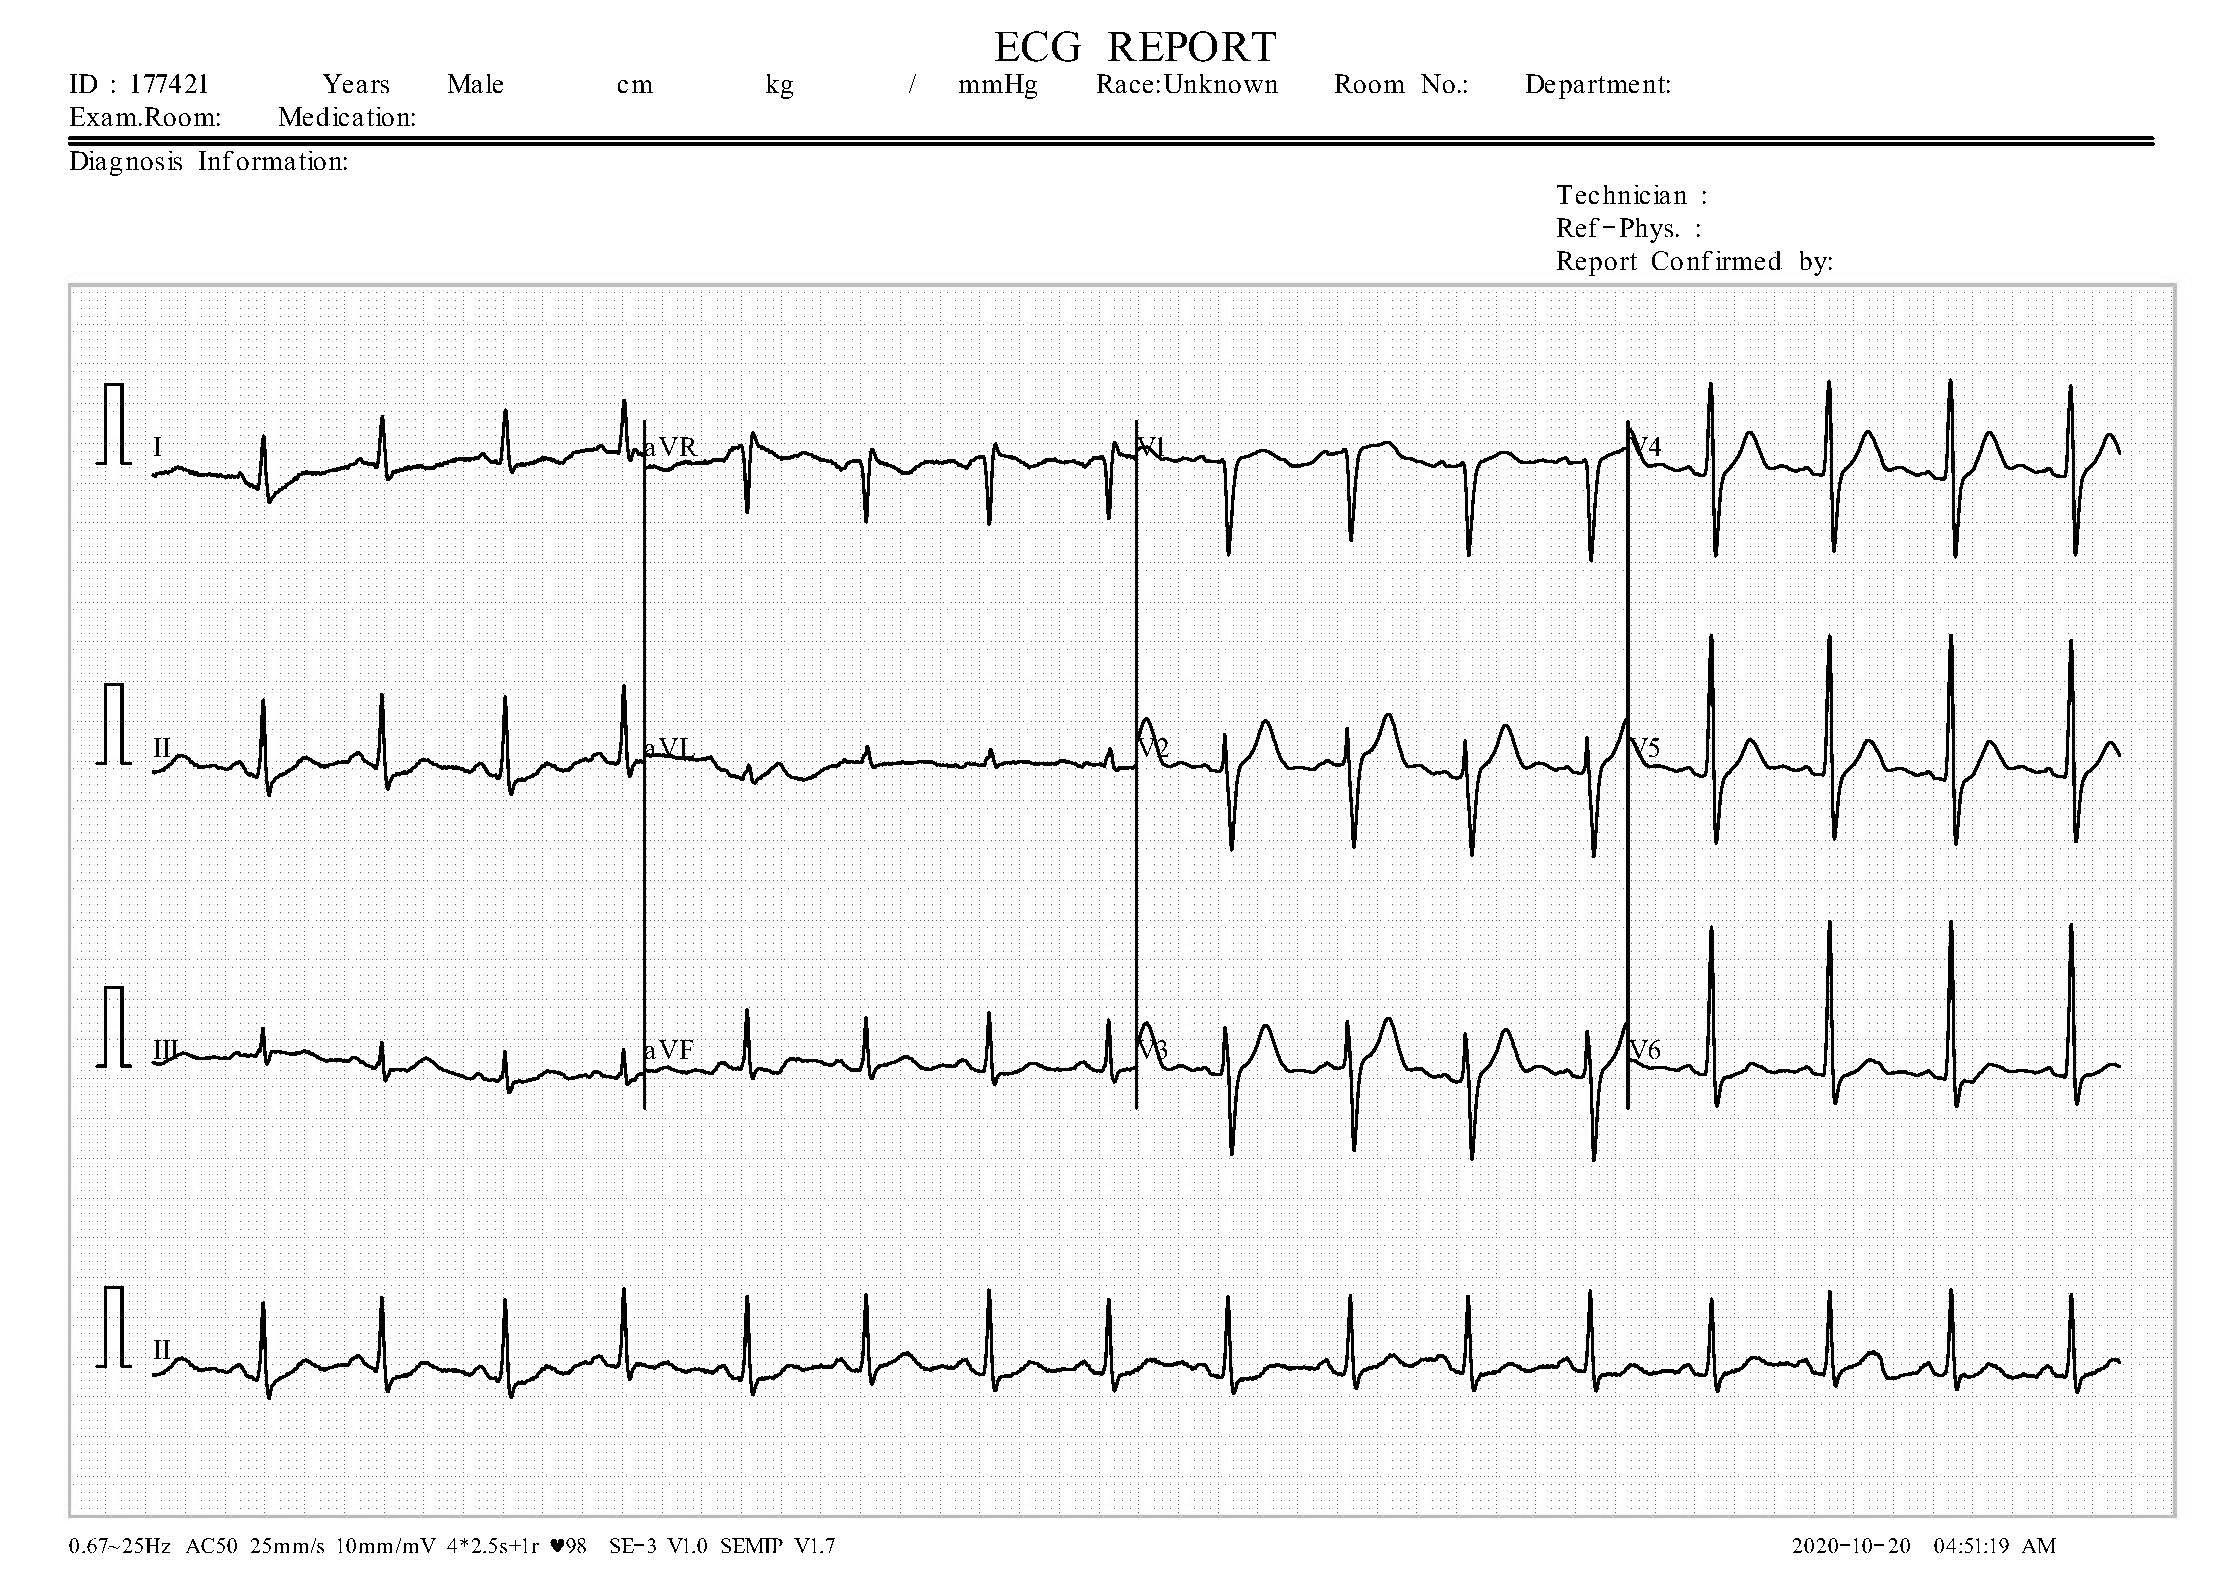 ECG REPORT
ID : 177421 Years Male cm kg / mmHg Race:Unknown Room No.: Department:
Exam.Room: Medication:
Diagnosis Information:
Technician :
Ref-Phys. :
Report Confirmed by:
I aVR V1 V4
II aVL V2 V5
III aVF V3 V6
II
0.67~25Hz AC50 25mm/s 10mm/mV 4*2.5s+1r ♥98 SE-3 V1.0 SEMIP V1.7 2020-10-20 04:51:19 AM